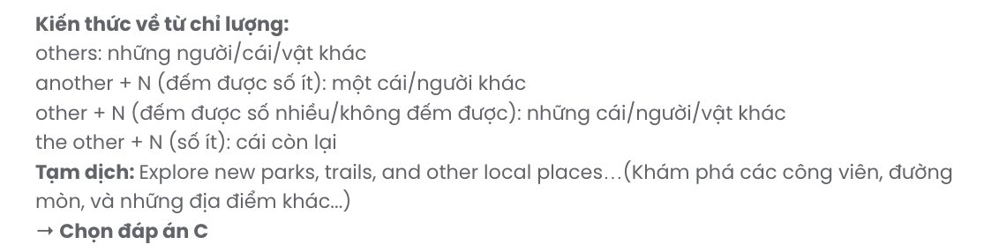 Kiến thức về từ chỉ lượng:
others: những người/cái/vật khác
another + N (đếm được số ít): một cái/người khác
other + N (đếm được số nhiều/không đếm được): những cái/người/vật khác
the other + N (số ít): cái còn lại
Tạm dịch: Explore new parks, trails, and other local places…(Khám phá các công viên, đường
mòn, và những địa điểm khác...)
→ Chọn đáp án C